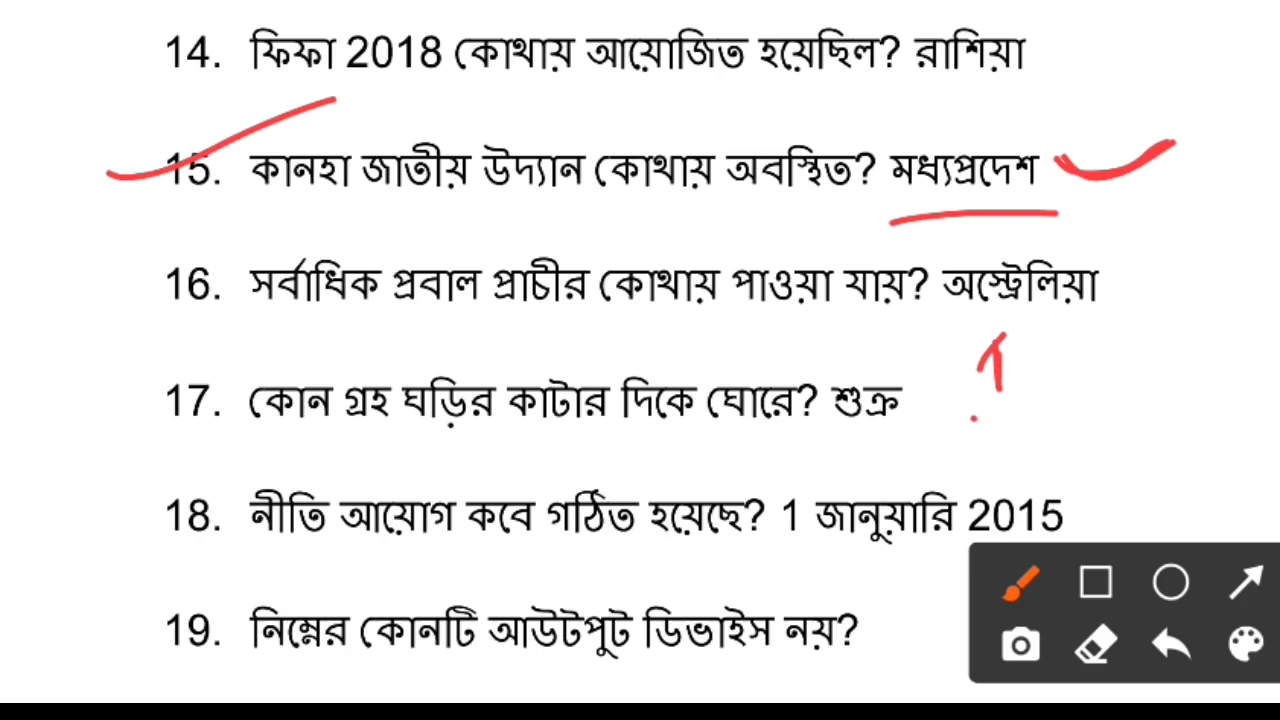 14. ফিফা 2018 কোথায় আয়োজিত হয়েছিল? রাশিয়া
15. কানহা জাতীয় উদ্যান কোথায় অবস্থিত? মধ্যপ্রদেশ
16. সর্বাধিক প্রবাল প্রাচীর কোথায় পাওয়া যায়? অস্ট্রেলিয়া
17. কোন গ্রহ ঘড়ির কাটার দিকে ঘোরে? শুক্র
18. নীতি আয়োগ কবে গঠিত হয়েছে? 1 জানুয়ারি 2015
19. নিম্নের কোনটি আউটপুট ডিভাইস নয়?